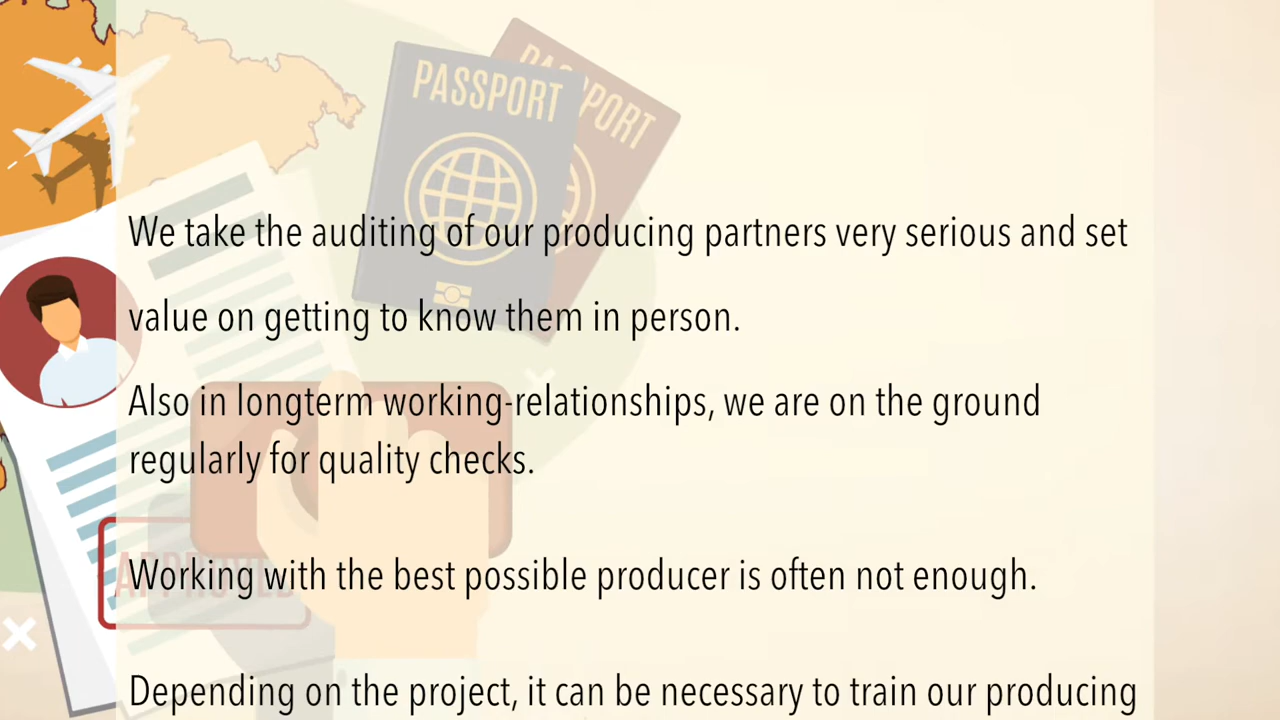 PASSPORT
PASSPORT
We take the auditing of our producing partners very serious and set
value on getting to know them in person.
Also in longterm working-relationships, we are on the ground
regularly for quality checks.
APPROVED
Working with the best possible producer is often not enough.
Depending on the project, it can be necessary to train our producing